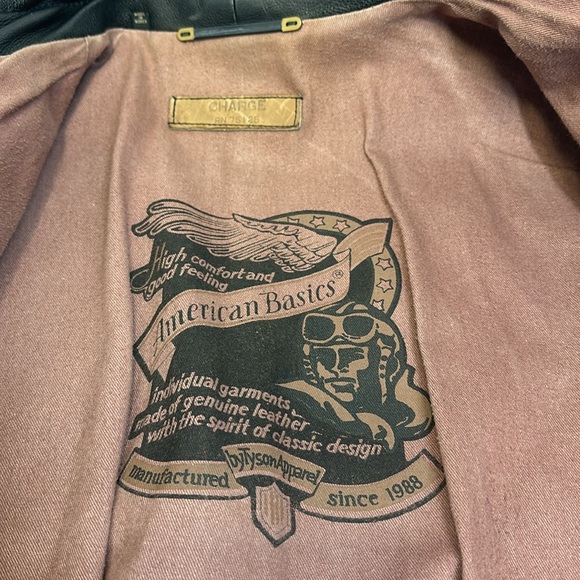 M
CHARGE
High comfort and
good feeling
American Basics®
individual garments
made of genuine leather
with the spirit of classic design
manufactured
by Tyson Apparel
since 1988